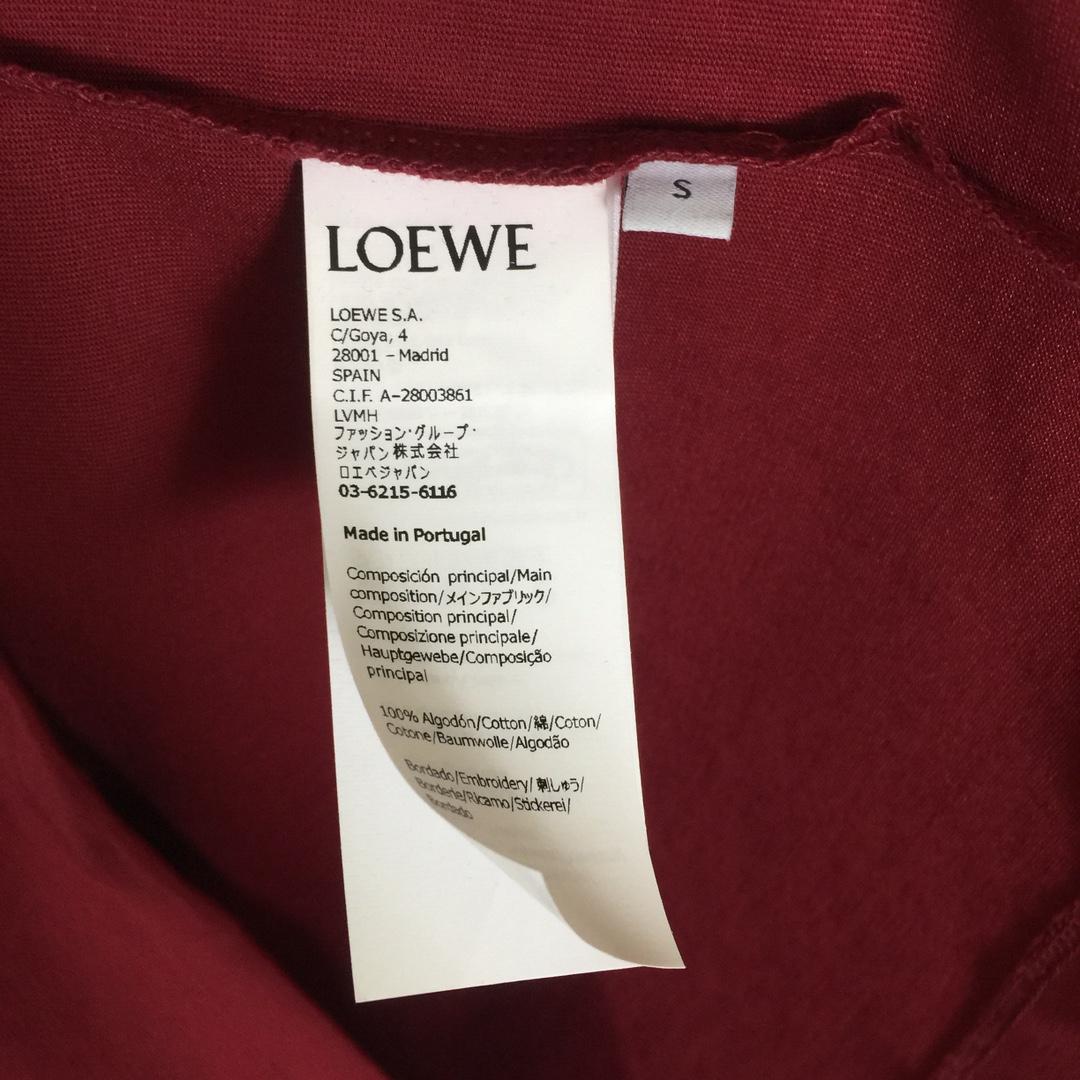 S
LOEWE
LOEWE S.A.
C/Goya, 4
28001 - Madrid
SPAIN
C.I.F. A-28003861
LVMH
ファッション・グループ・
ジャパン株式会社
ロエベジャパン
03-6215-6116
Made in Portugal
Composición principal/Main
composition/メインファブリック/
Composition principal/
Composizione principale/
Hauptgewebe/Composição
principal
100% Algodón/Cotton/綿/Coton/
Cotone/Baumwolle/Algodão
Bordado/Embroidery/刺しゅう/
Borderie/Ricamo/Stickerei/
Bordado